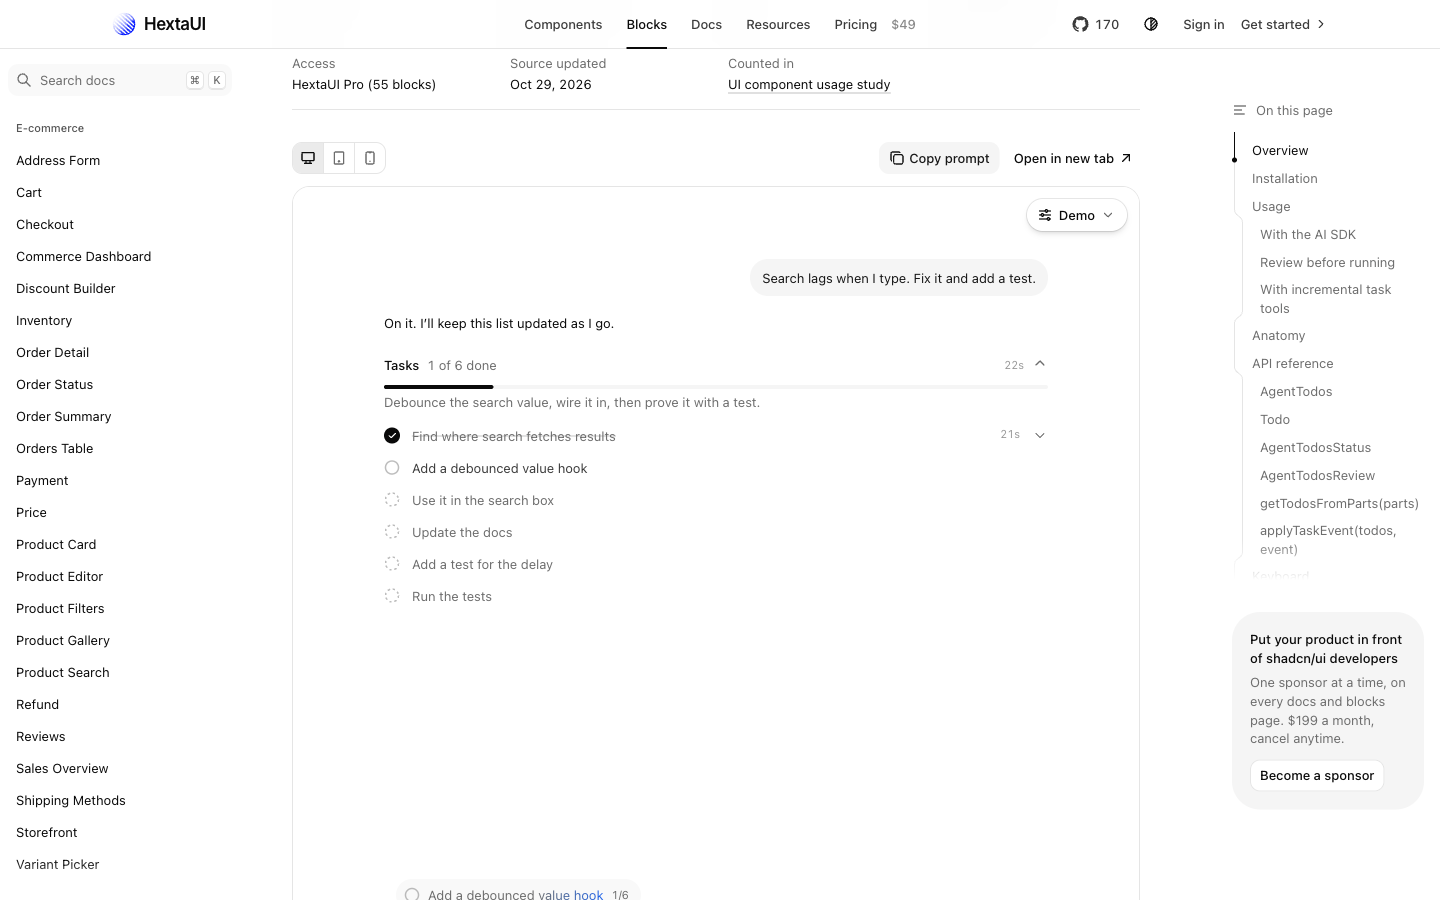 HextaUI
Components
Blocks
Docs
Resources
Pricing $49
170
Sign in
Get started
Search docs
⌘ K
E-commerce
Address Form
Cart
Checkout
Commerce Dashboard
Discount Builder
Inventory
Order Detail
Order Status
Order Summary
Orders Table
Payment
Price
Product Card
Product Editor
Product Filters
Product Gallery
Product Search
Refund
Reviews
Sales Overview
Shipping Methods
Storefront
Variant Picker
Access
HextaUI Pro (55 blocks)
Source updated
Oct 29, 2026
Counted in
UI component usage study
Copy prompt
Open in new tab
Demo
Search lags when I type. Fix it and add a test.
On it. I’ll keep this list updated as I go.
Tasks 1 of 6 done
22s
Debounce the search value, wire it in, then prove it with a test.
Find where search fetches results
21s
Add a debounced value hook
Use it in the search box
Update the docs
Add a test for the delay
Run the tests
Add a debounced value hook 1/6
On this page
Overview
Installation
Usage
With the AI SDK
Review before running
With incremental task
tools
Anatomy
API reference
AgentTodos
Todo
AgentTodosStatus
AgentTodosReview
getTodosFromParts(parts)
applyTaskEvent(todos,
event)
Keyboard
Put your product in front
of shadcn/ui developers
One sponsor at a time, on
every docs and blocks
page. $199 a month,
cancel anytime.
Become a sponsor